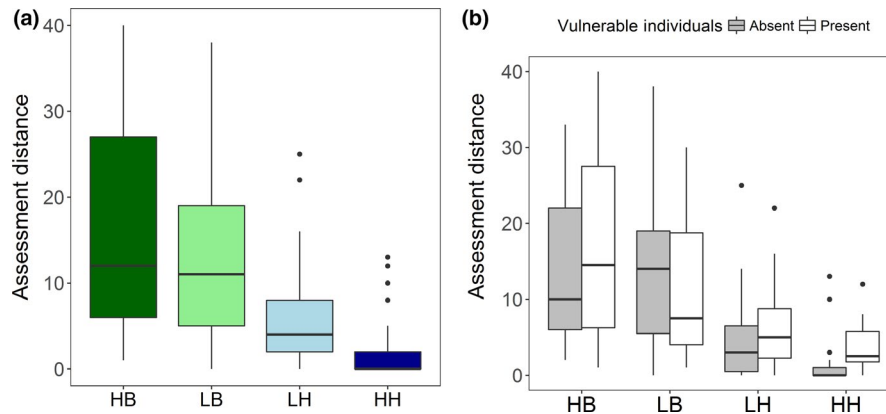 (a)
Assessment distance
40
30
20
10
0
HB LB LH HH
(b)
Vulnerable individuals Absent Present
Assessment distance
40
30
20
10
0
HB LB LH HH